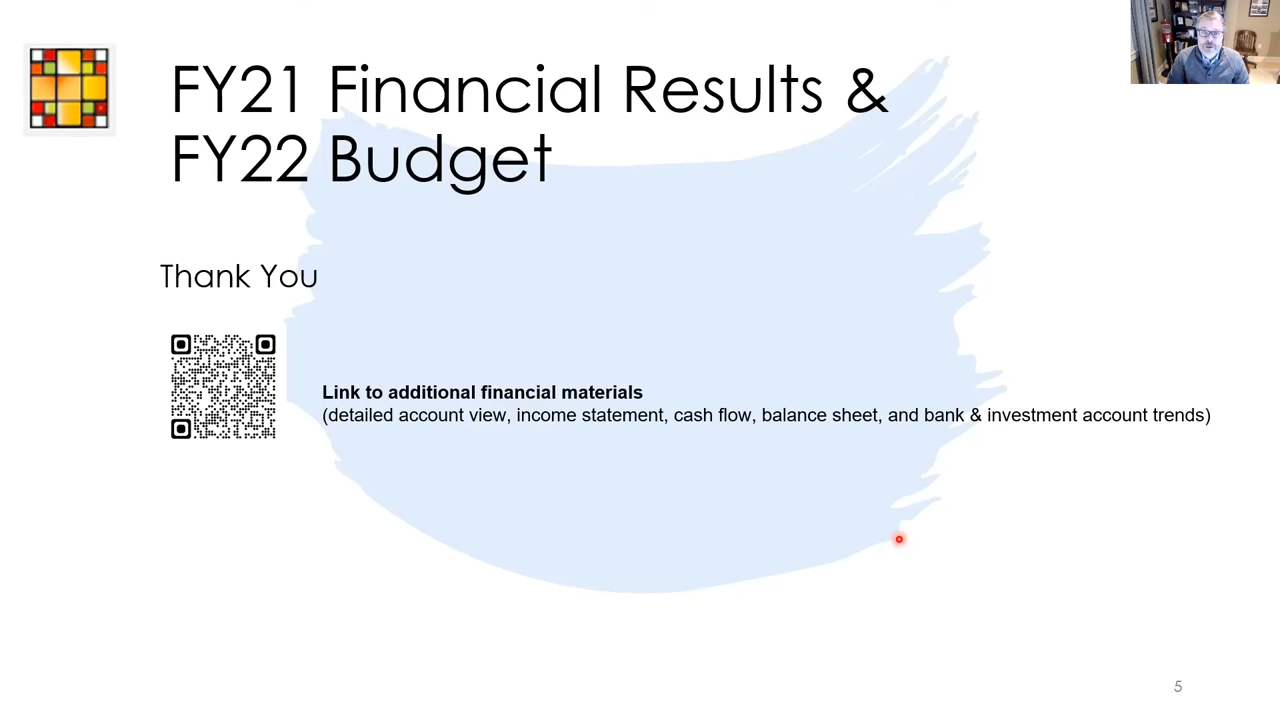 FY21 Financial Results &
FY22 Budget
Thank You
Link to additional financial materials
(detailed account view, income statement, cash flow, balance sheet, and bank & investment account trends)
5